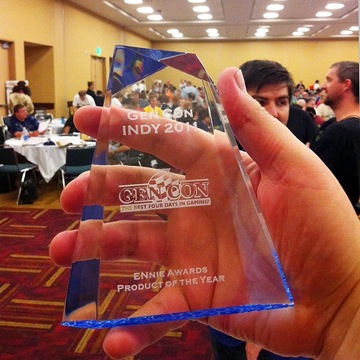 GEN CON
INDY 2011
GEN CON
THE BEST FOUR DAYS IN GAMING!
ENnie Awards
Product of the Year